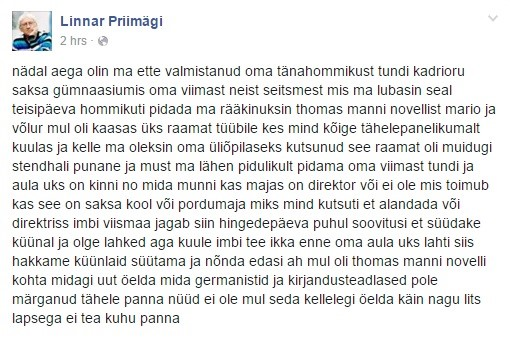 Linnar Priimägi
2 hrs ·
nädal aega olin ma ette valmistanud oma tänahommikust tundi kadrioru
saksa gümnaasiumis oma viimast neist seitsmest mis ma lubasin seal
teisipäeva hommikuti pidada ma rääkinuksin thomas manni novellist mario ja
võlur mul oli kaasas üks raamat tüübile kes mind kõige tähelepanelikumalt
kuulas ja kelle ma oleksin oma üliõpilaseks kutsunud see raamat oli muidugi
stendhali punane ja must ma lähen pidulikult pidama oma viimast tundi ja
aula uks on kinni no mida munni kas majas on direktor või ei ole mis toimub
kas see on saksa kool või pordumaja miks mind kutsuti et alandada või
direktriss imbi viismaa jagab siin hingedepäeva puhul soovitusi et süüdake
küünal ja olge lahked aga kuule imbi tee ikka enne oma aula uks lahti siis
hakkame küünlaid süütama ja nõnda edasi ah mul oli thomas manni novelli
kohta midagi uut öelda mida germanistid ja kirjandusteadlased pole
märganud tähele panna nüüd ei ole mul seda kellelegi öelda käin nagu lits
lapsega ei tea kuhu panna